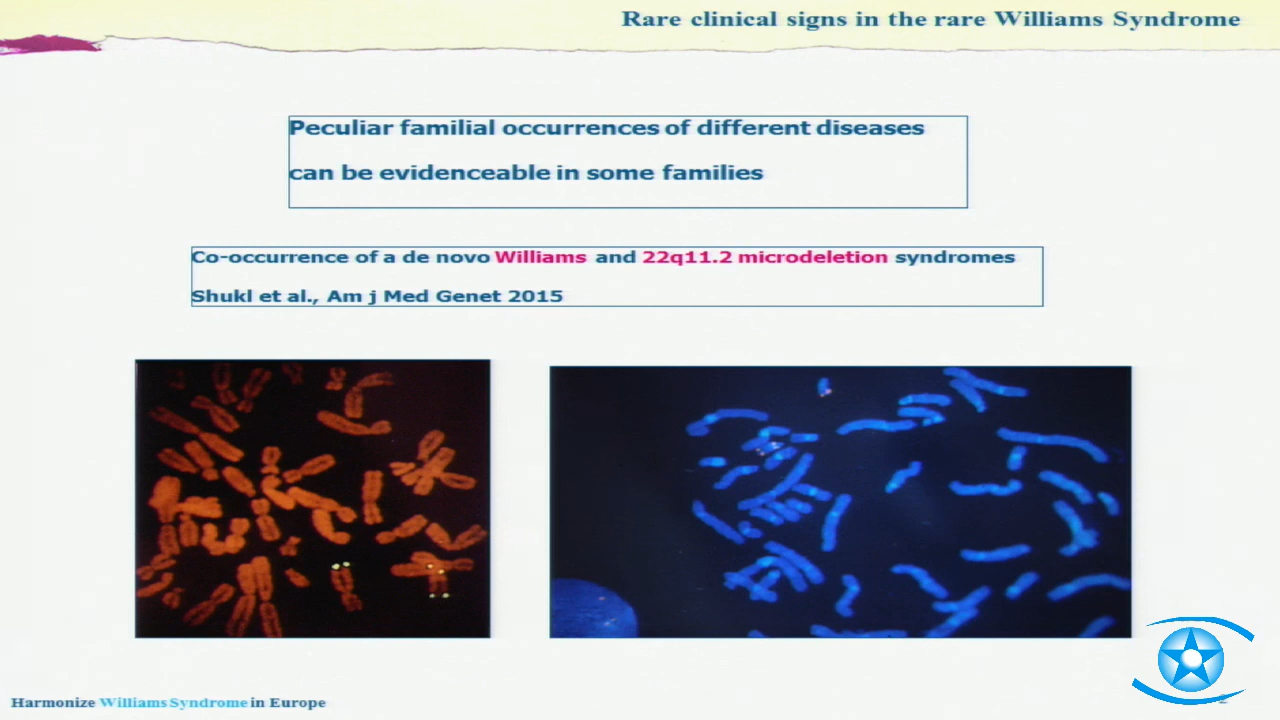 Rare clinical signs in the rare Williams Syndrome
Peculiar familial occurrences of different diseases
can be evidenceable in some families
Co-occurrence of a de novo Williams and 22q11.2 microdeletion syndromes
Shukl et al., Am j Med Genet 2015
Harmonize Williams Syndrome in Europe